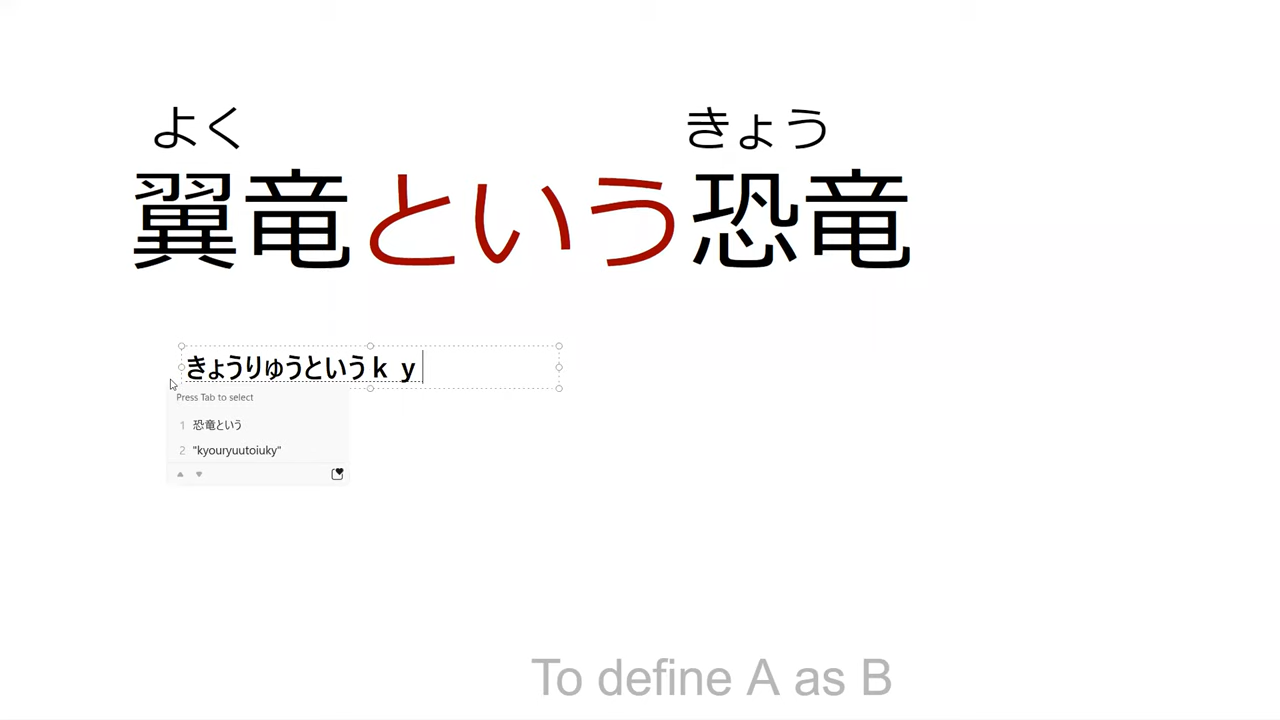 よく きょう
翼竜という恐竜
きょうりゅうというｋｙ
Press Tab to select
1 恐竜という
2 "kyouryuutoiuky"
To define A as B